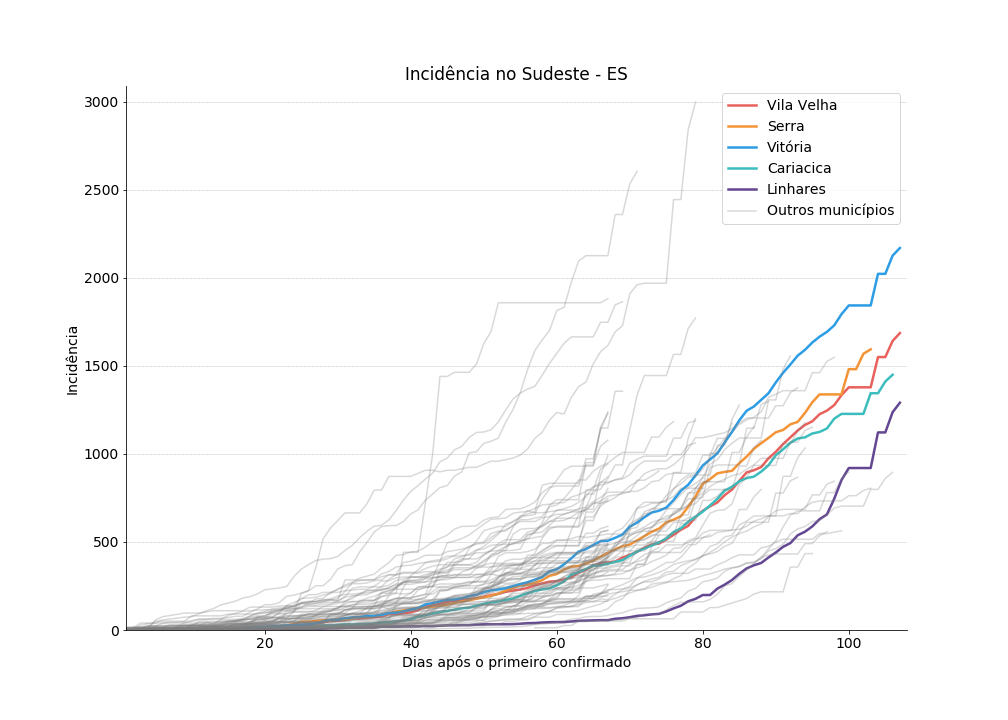 Incidência no Sudeste - ES
3000
2500
2000
1500
1000
500
0
Incidência
Vila Velha
Serra
Vitória
Cariacica
Linhares
Outros municípios
20
40
60
80
100
Dias após o primeiro confirmado